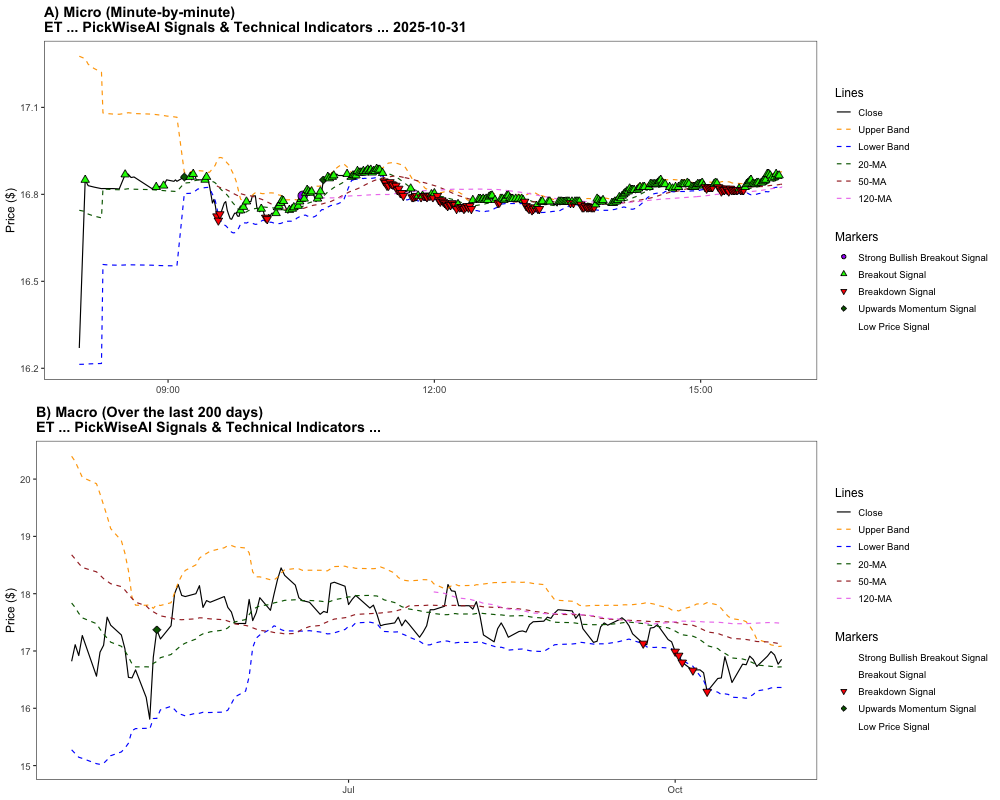 A) Micro (Minute-by-minute)
ET ... PickWiseAI Signals & Technical Indicators ... 2025-10-31
Price ($)
17.1
16.8
16.5
16.2
09:00
12:00
15:00
Lines
Close
Upper Band
Lower Band
20-MA
50-MA
120-MA
Markers
Strong Bullish Breakout Signal
Breakout Signal
Breakdown Signal
Upwards Momentum Signal
Low Price Signal
B) Macro (Over the last 200 days)
ET ... PickWiseAI Signals & Technical Indicators ...
Price ($)
20
19
18
17
16
15
Jul
Oct
Lines
Close
Upper Band
Lower Band
20-MA
50-MA
120-MA
Markers
Strong Bullish Breakout Signal
Breakout Signal
Breakdown Signal
Upwards Momentum Signal
Low Price Signal